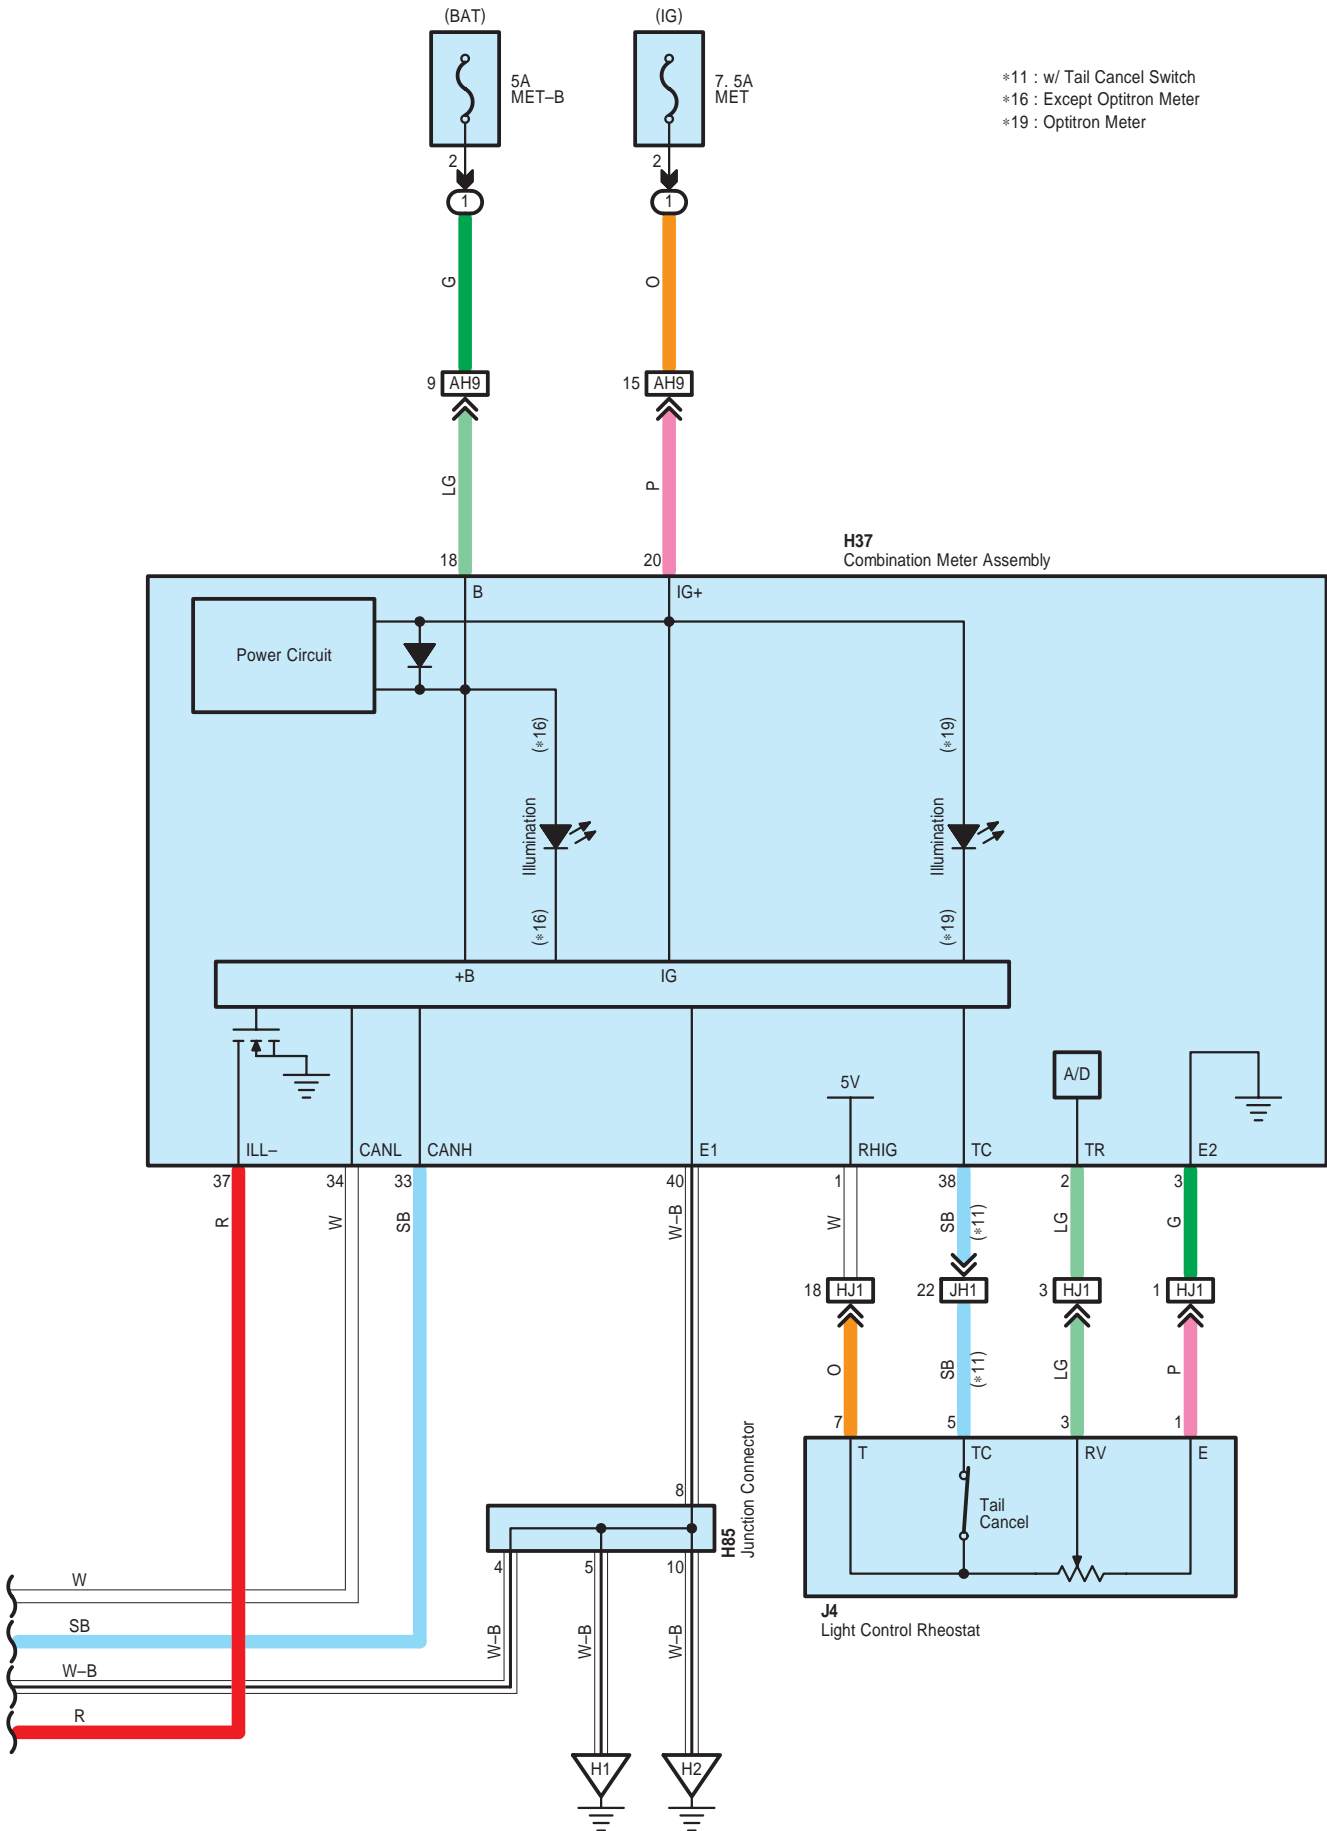 (BAT)
(IG)
5A
MET–B
7. 5A
MET
∗11 : w/ Tail Cancel Switch
∗16 : Except Optitron Meter
∗19 : Optitron Meter
2
2
1
1
G
O
9
AH9
15
AH9
LG
P
18
20
H37
Combination Meter Assembly
B
IG+
Power Circuit
(∗16)
(∗19)
Illumination
Illumination
(∗16)
(∗19)
+B
IG
5V
A/D
ILL–
CANL
CANH
E1
RHIG
TC
TR
E2
37
34
33
40
1
38
2
3
R
W
SB
W–B
W
SB
(∗11)
LG
G
18
HJ1
22
JH1
3
HJ1
1
HJ1
O
SB
(∗11)
LG
P
7
5
3
1
T
TC
RV
E
Tail
Cancel
J4
Light Control Rheostat
8
H85
Junction Connector
4
5
10
W
SB
W–B
R
W–B
W–B
W–B
H1
H2